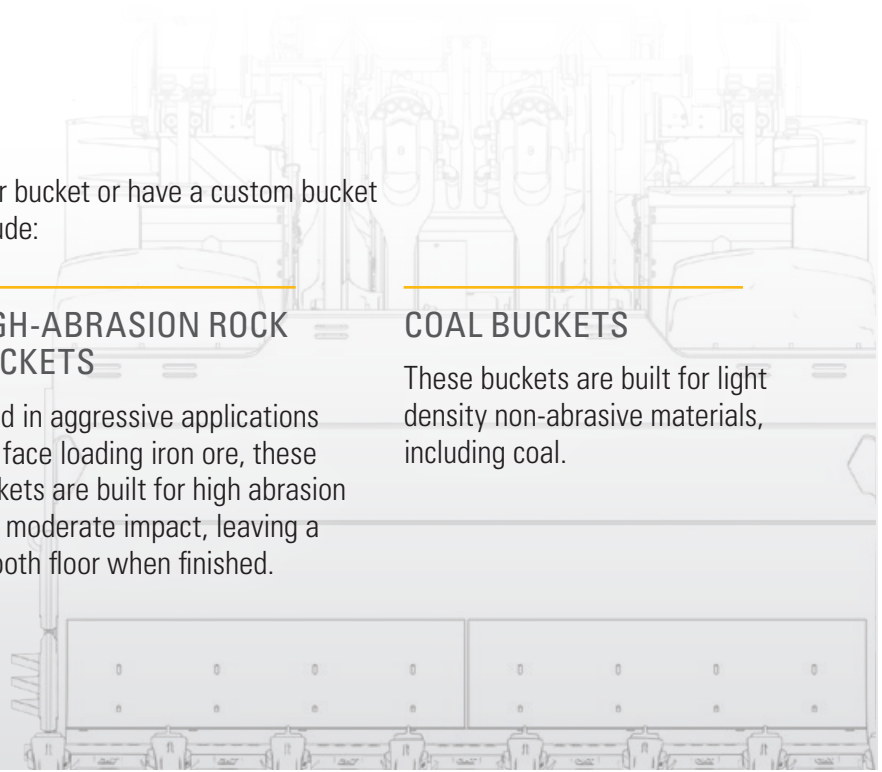 r bucket or have a custom bucket
ude:
GH-ABRASION ROCK
CKETS
d in aggressive applications
face loading iron ore, these
kets are built for high abrasion
moderate impact, leaving a
ooth floor when finished.
COAL BUCKETS
These buckets are built for light
density non-abrasive materials,
including coal.